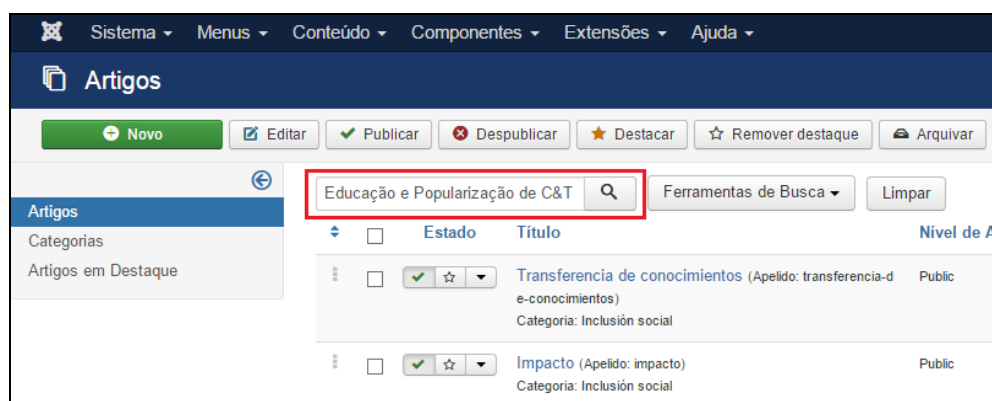 Sistema Menus Conteúdo Componentes Extensões Ajuda
Artigos
Novo Editar Publicar Despublicar Destacar Remover destaque Arquivar
Educação e Popularização de C&T Ferramentas de Busca Limpar
Artigos
Categorias
Artigos em Destaque
Estado Título Nível de A
Transferencia de conocimientos (Apelido: transferencia-d Public
e-conocimientos)
Categoria: Inclusión social
Impacto (Apelido: impacto) Public
Categoria: Inclusión social